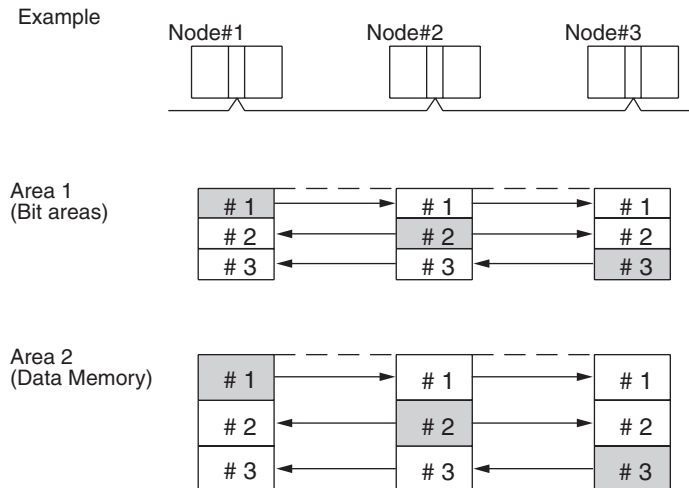 Example
Node#1 Node#2 Node#3
Area 1
(Bit areas)
# 1 # 1 # 1
# 2 # 2 # 2
# 3 # 3 # 3
Area 2
(Data Memory)
# 1 # 1 # 1
# 2 # 2 # 2
# 3 # 3 # 3